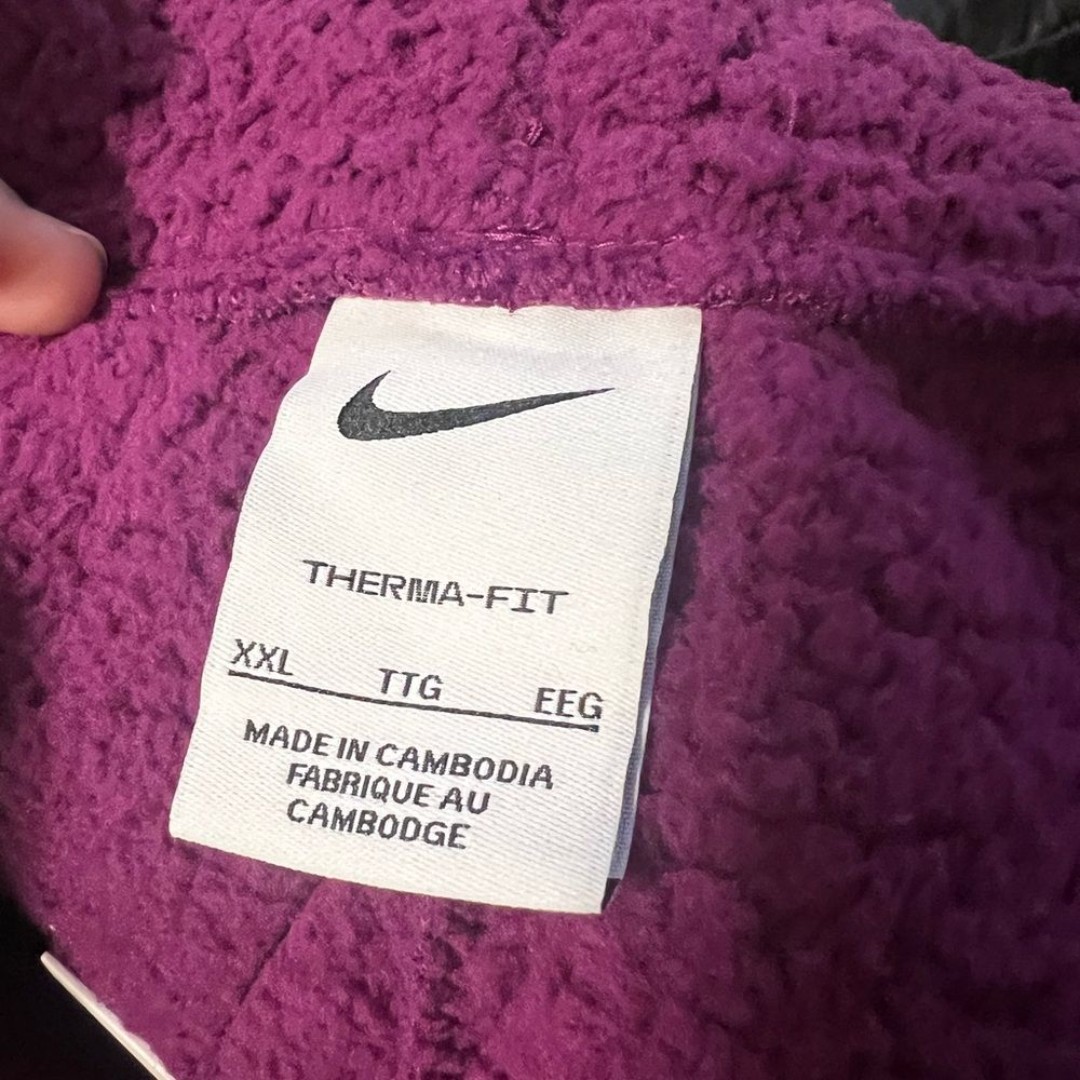 THERMA-FIT
XXL TTG EEG
MADE IN CAMBODIA
FABRIQUE AU
CAMBODGE